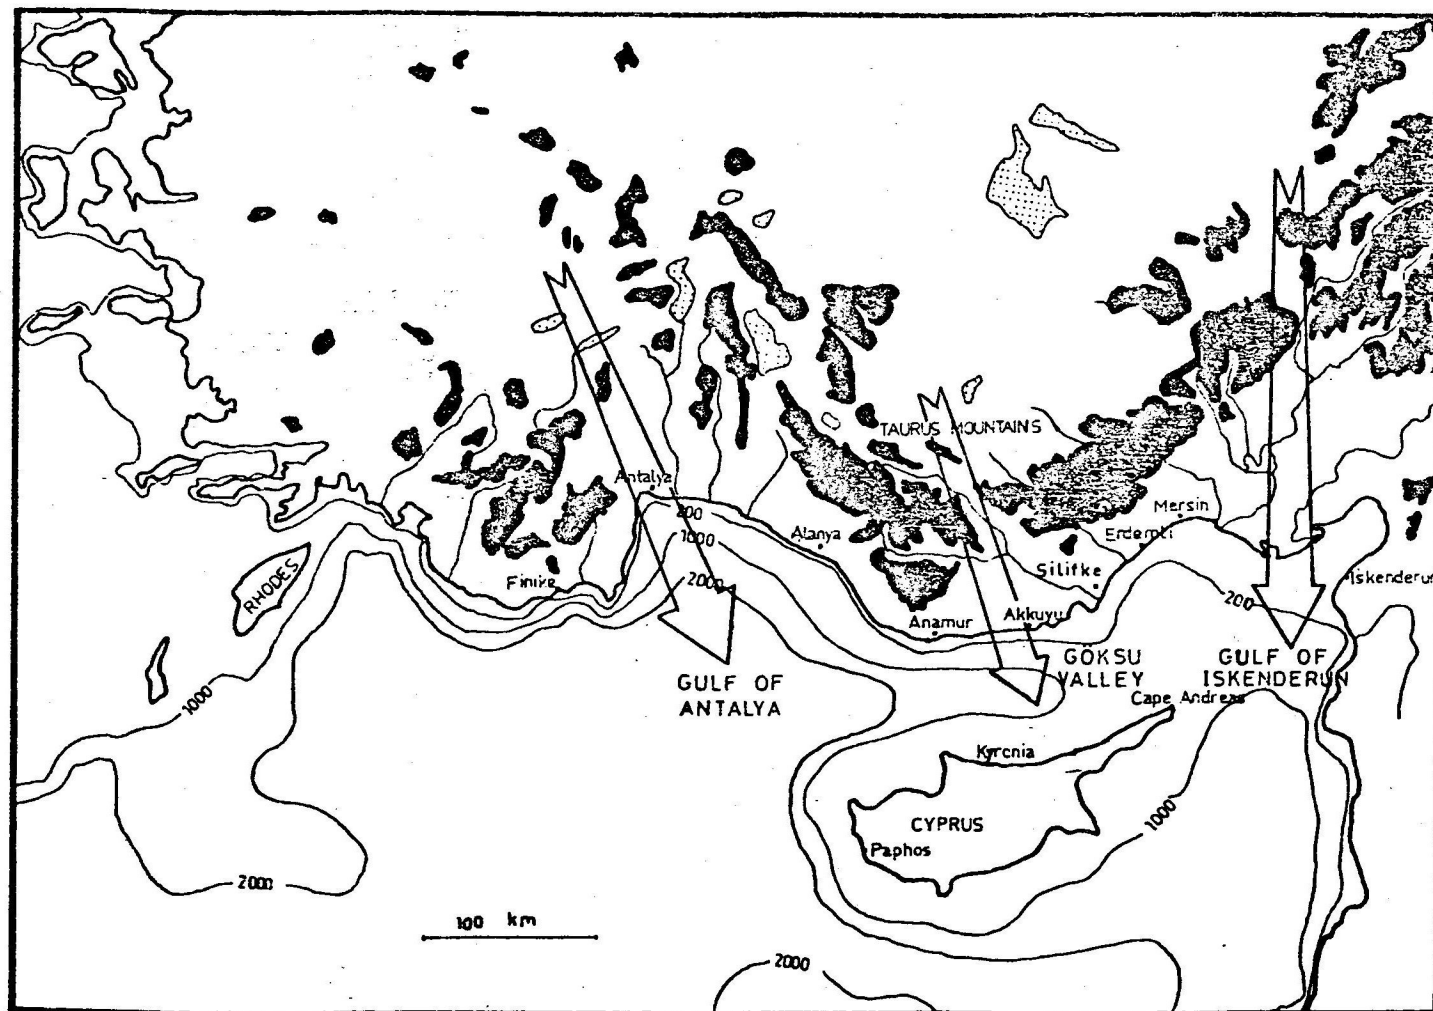 TAURUS MOUNTAINS
Antalya
200
1000
2000
Alanya
Mersin
Erdemli
Silifke
Finike
RHODES
Iskenderun
200
Anamur
Akkuyu
GULF OF
ANTALYA
GÖKSU
VALLEY
GULF OF
ISKENDERUN
Cape Andreas
1000
Kyrenia
1000
CYPRUS
Paphos
2000
100 km
2000